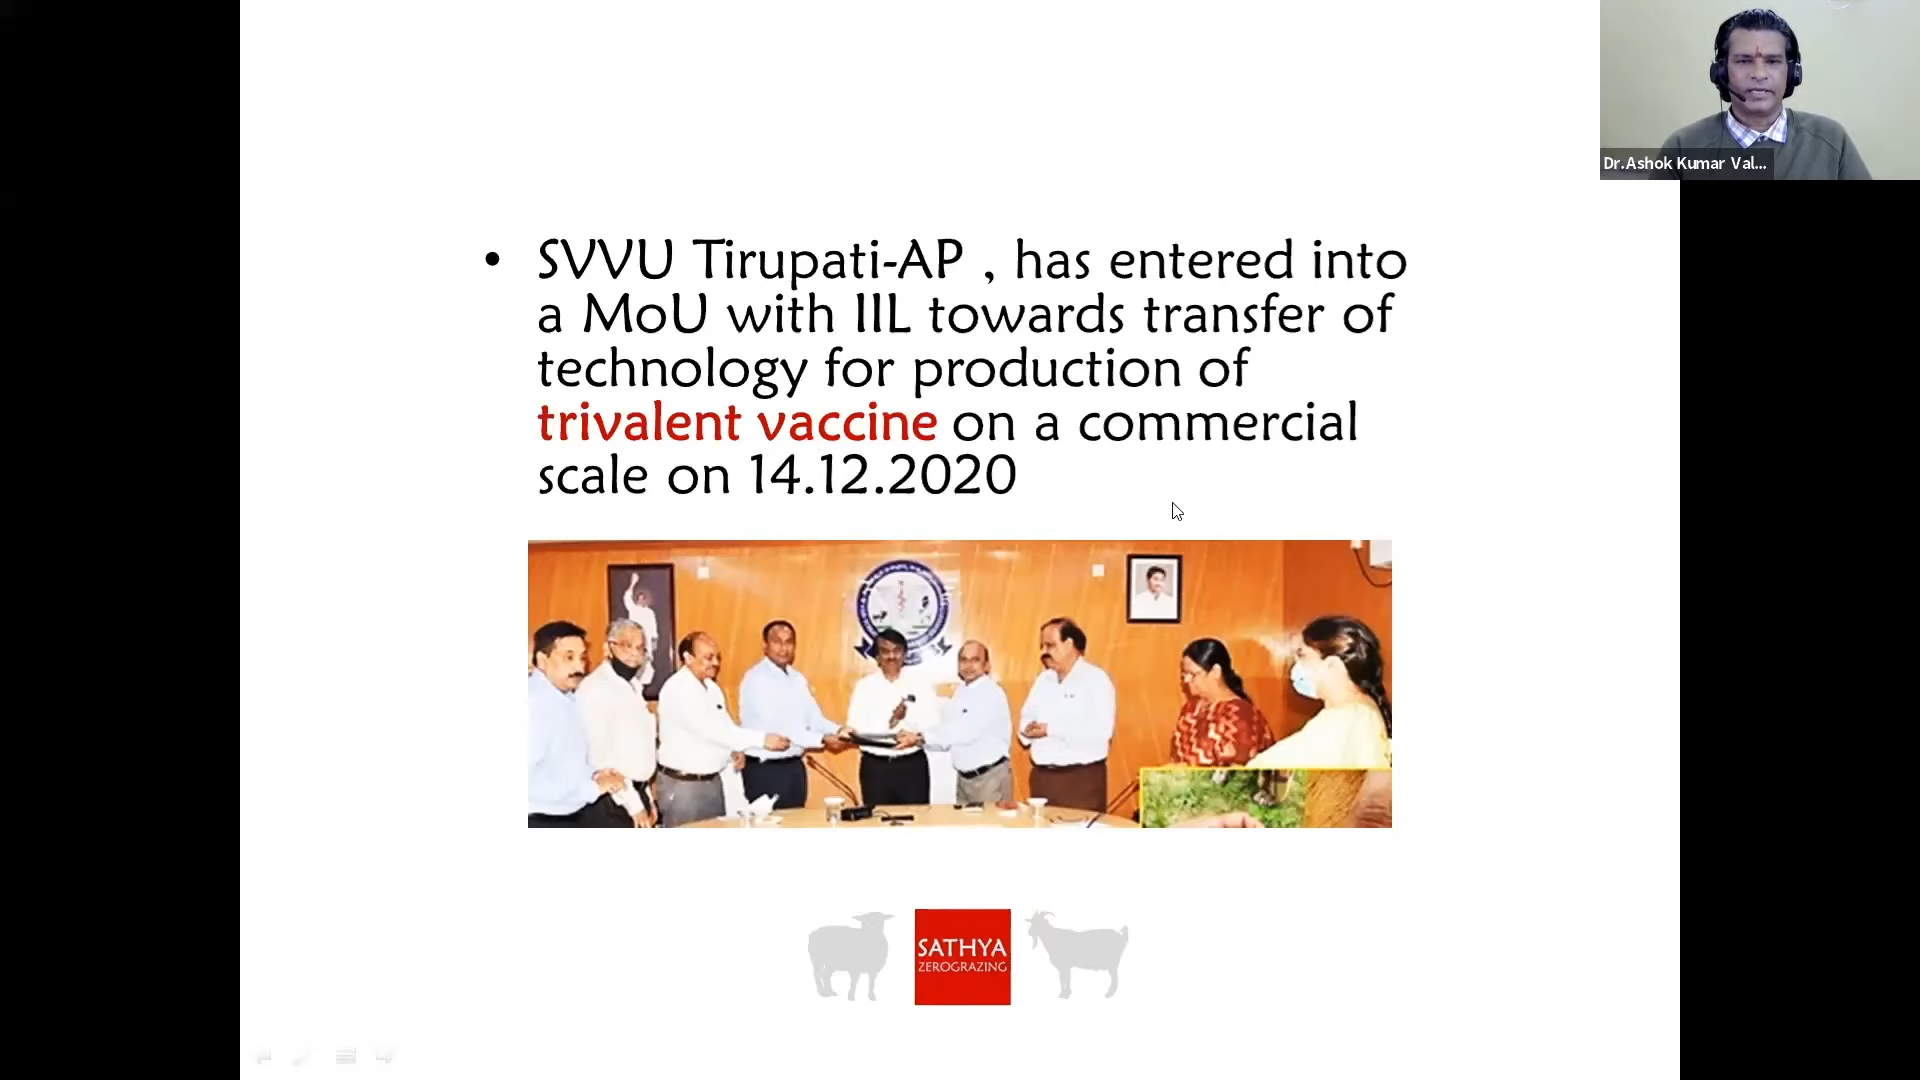 Dr.Ashok Kumar Val...
• SVVU Tirupati-AP , has entered into
a MoU with IIL towards transfer of
technology for production of
trivalent vaccine on a commercial
scale on 14.12.2020
SATHYA
ZEROGRAZING